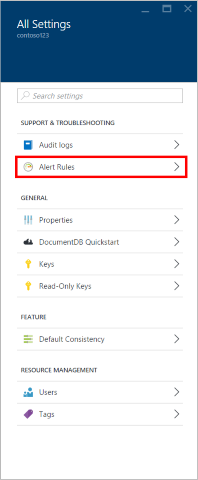 All Settings
contoso123
Search settings
SUPPORT & TROUBLESHOOTING
Audit logs
Alert Rules
GENERAL
Properties
DocumentDB Quickstart
Keys
Read-Only Keys
FEATURE
Default Consistency
RESOURCE MANAGEMENT
Users
Tags